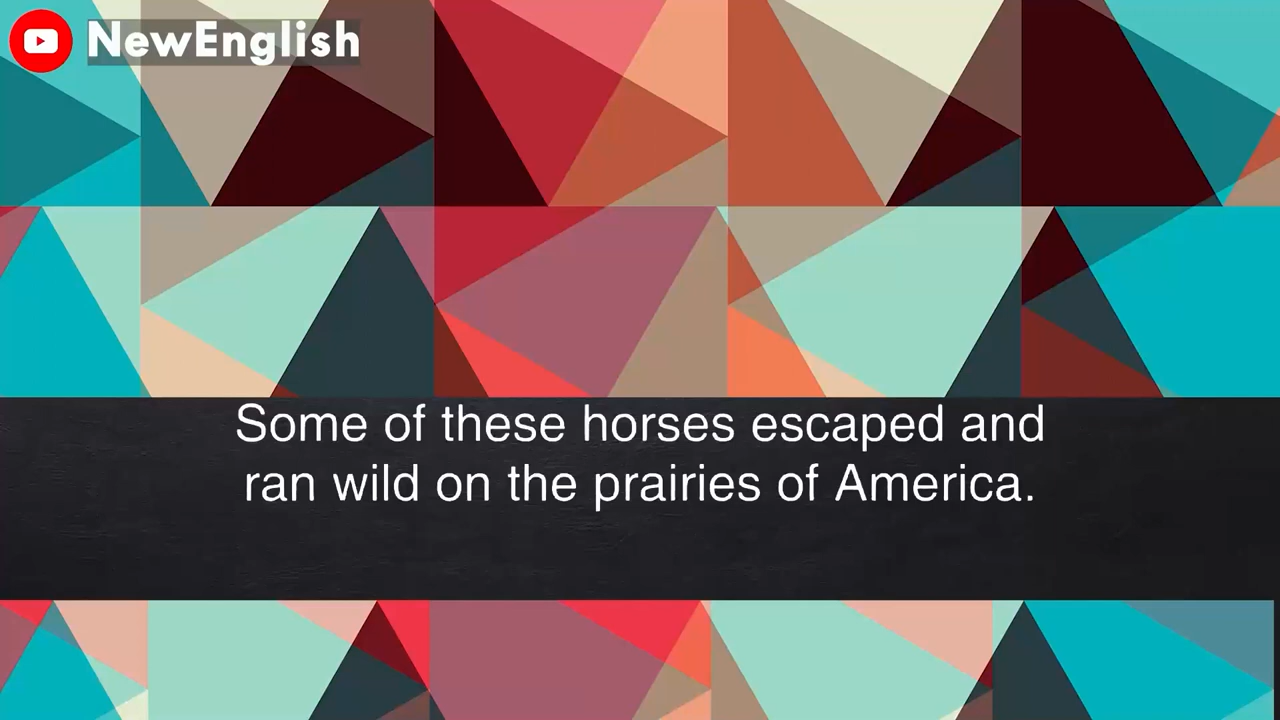 NewEnglish
Some of these horses escaped and
ran wild on the prairies of America.